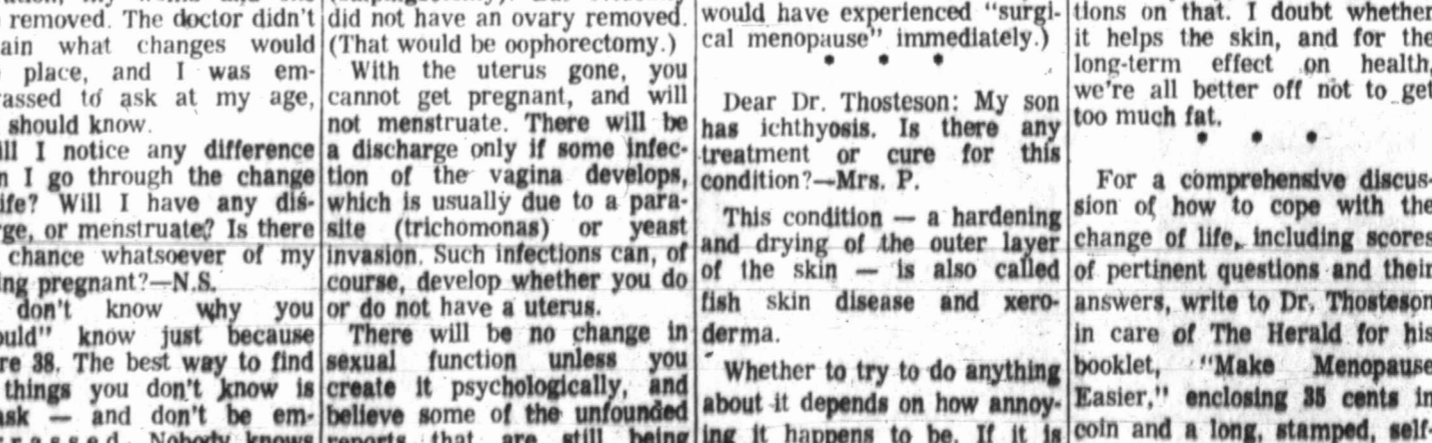 removed. The doctor didn't
ain what changes would
place, and I was em-
assed to ask at my age,
should know.
ill I notice any difference
n I go through the change
ife? Will I have any dis-
ge, or menstruate? Is there
chance whatsoever of my
ing pregnant?—N.S.
don't know why you
ould" know just because
re 38. The best way to find
things you don't know is
ask — and don't be em-
rassed. Nobody knows
did not have an ovary removed.
(That would be oophorectomy.)
With the uterus gone, you
cannot get pregnant, and will
not menstruate. There will be
a discharge only if some infec-
tion of the vagina develops,
which is usually due to a para-
site (trichomonas) or yeast
invasion. Such infections can, of
course, develop whether you do
or do not have a uterus.
There will be no change in
sexual function unless you
create it psychologically, and
believe some of the unfounded
reports that are still being
would have experienced "surgi-
cal menopause" immediately.)
* * *
Dear Dr. Thosteson: My son
has ichthyosis. Is there any
treatment or cure for this
condition?—Mrs. P.
This condition — a hardening
and drying of the outer layer
of the skin — is also called
fish skin disease and xero-
derma.
Whether to try to do anything
about it depends on how annoy-
ing it happens to be. If it is
tions on that. I doubt whether
it helps the skin, and for the
long-term effect on health,
we're all better off not to get
too much fat.
* * *
For a comprehensive discus-
sion of how to cope with the
change of life, including scores
of pertinent questions and their
answers, write to Dr. Thosteson
in care of The Herald for his
booklet, "Make Menopause
Easier," enclosing 35 cents in
coin and a long, stamped, self-